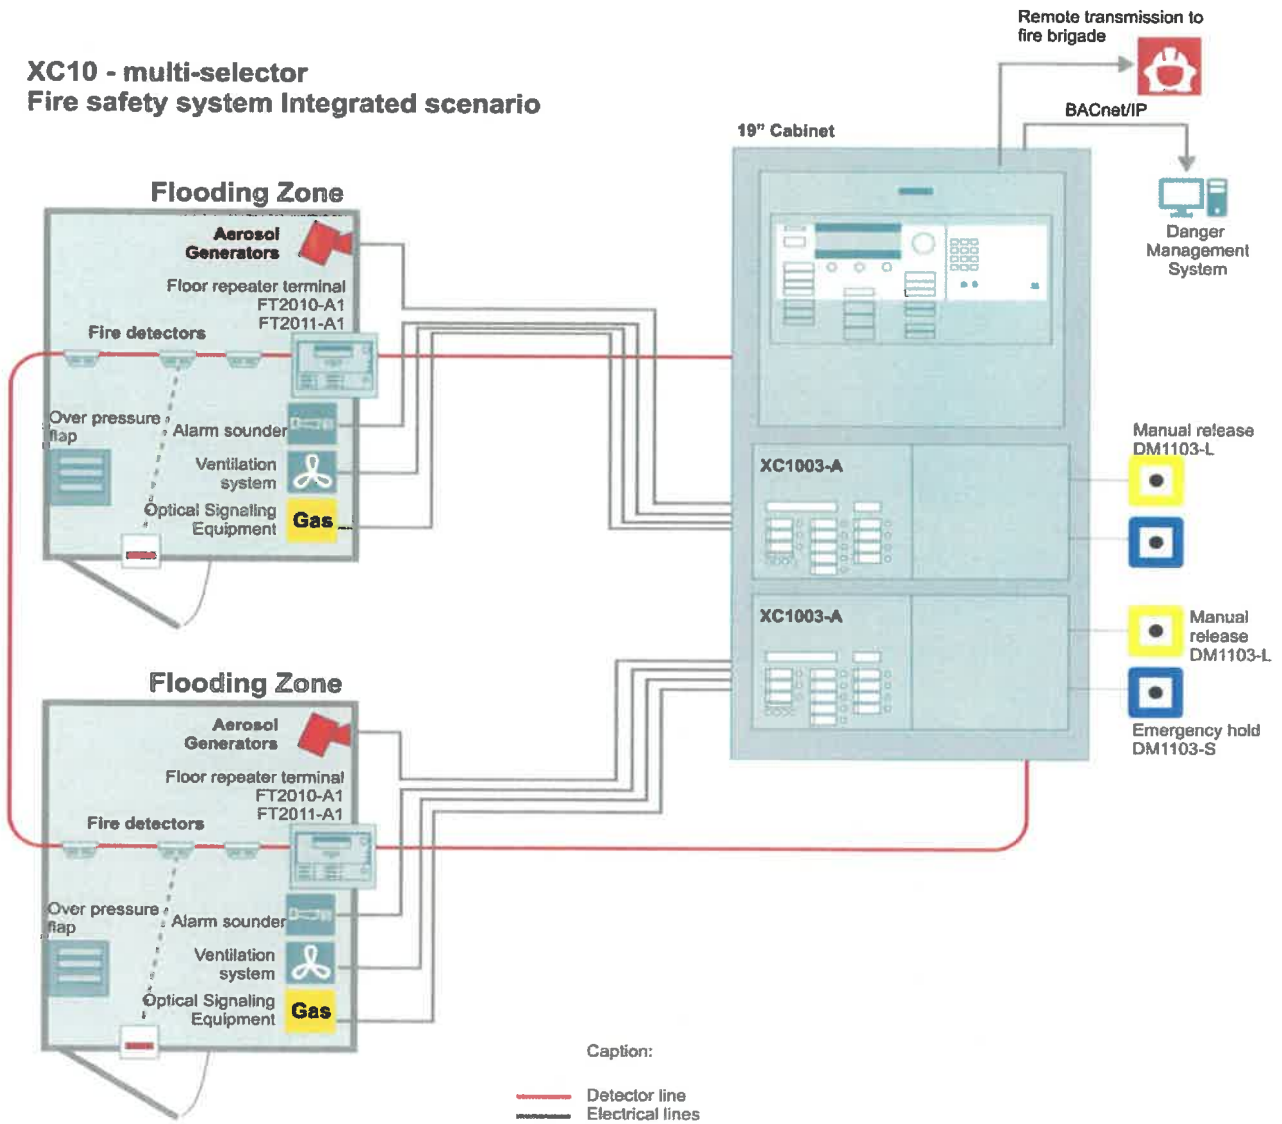 Remote transmission to
fire brigade
XC10 - multi-selector
Fire safety system Integrated scenario
BACnet/IP
19" Cabinet
Danger
Management
System
Flooding Zone
Aerosol
Generators
Floor repeater terminal
FT2010-A1
FT2011-A1
Fire detectors
Over pressure
flap
Alarm sounder
Ventilation
system
Optical Signaling
Equipment
Gas
XC1003-A
Manual release
DM1103-L
XC1003-A
Manual
release
DM1103-L
Emergency hold
DM1103-S
Flooding Zone
Aerosol
Generators
Floor repeater terminal
FT2010-A1
FT2011-A1
Fire detectors
Over pressure
flap
Alarm sounder
Ventilation
system
Optical Signaling
Equipment
Gas
Caption:
Detector line
Electrical lines